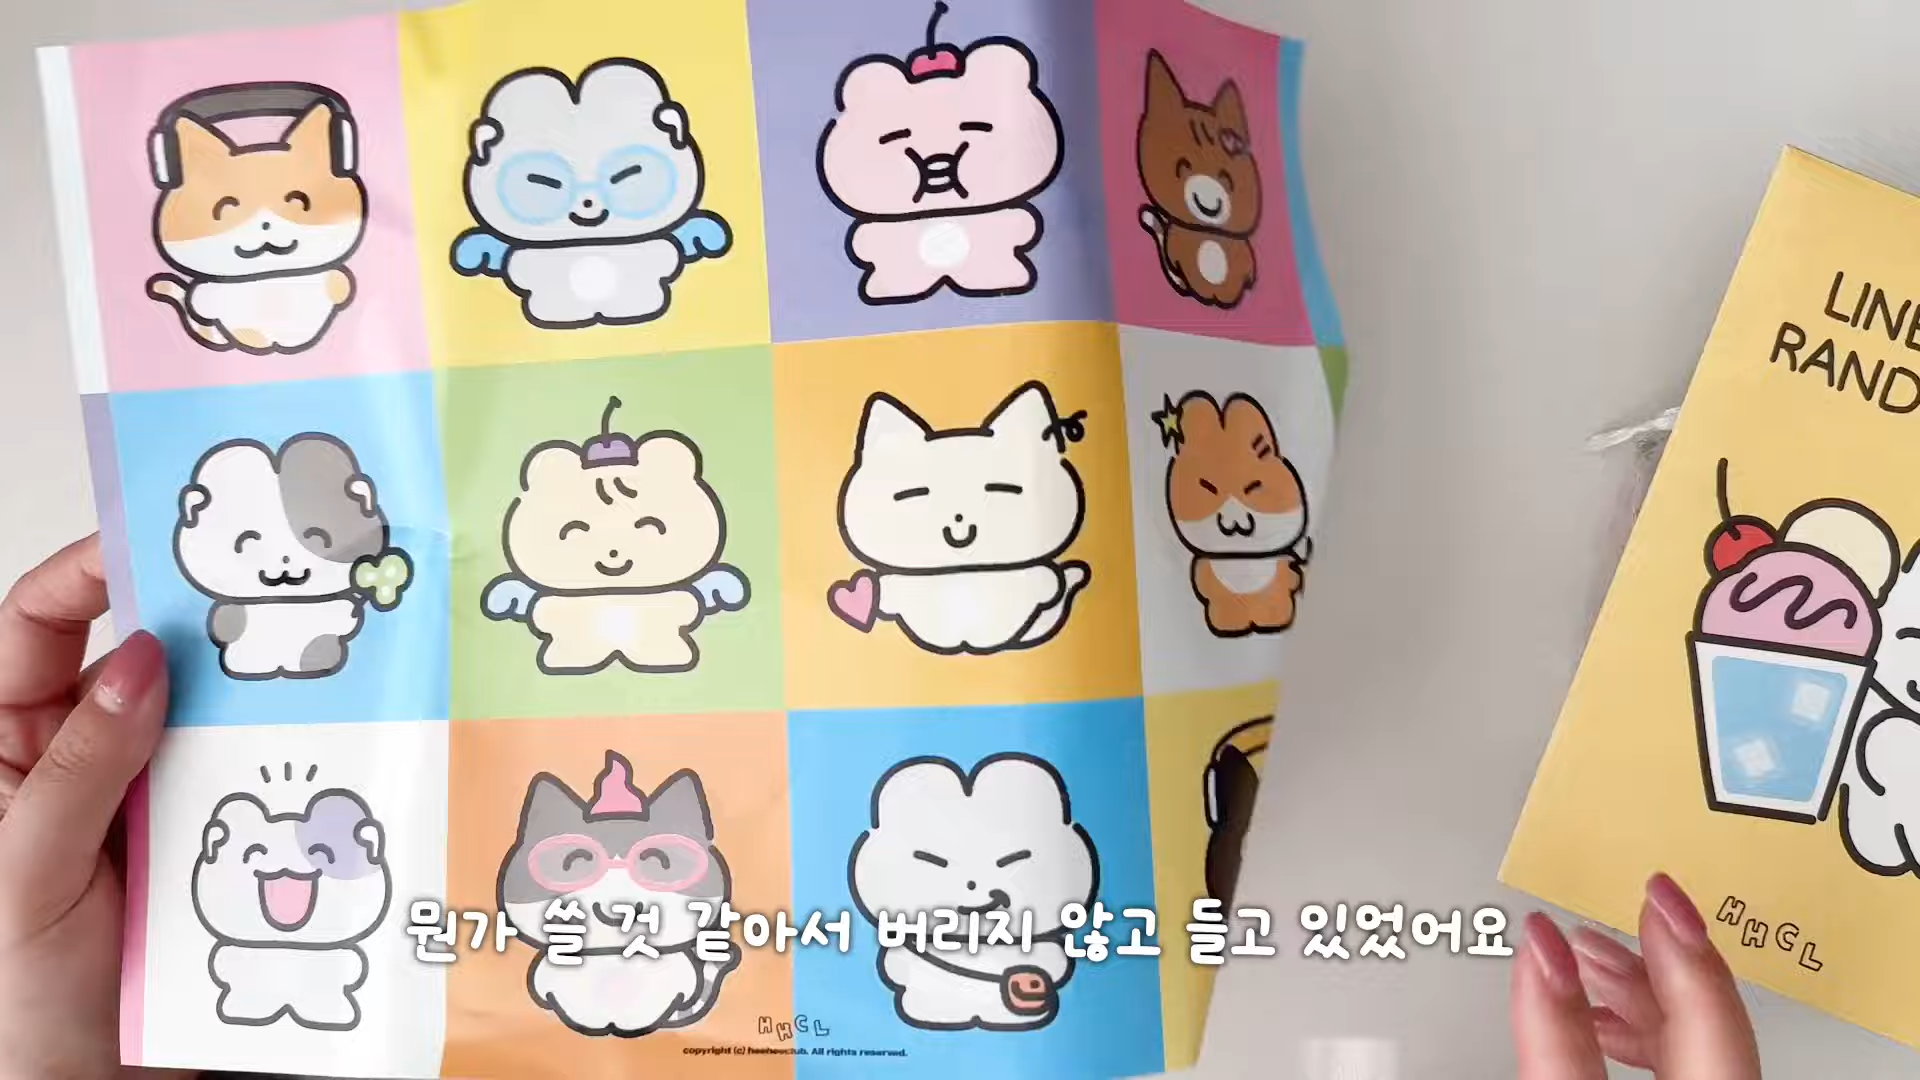 LINE
RAND
HHCL
뭔가 쓸 것 같아서 버리지 않고 들고 있었어요
HHCL
copyright (c) heeheeclub. All rights reserved.